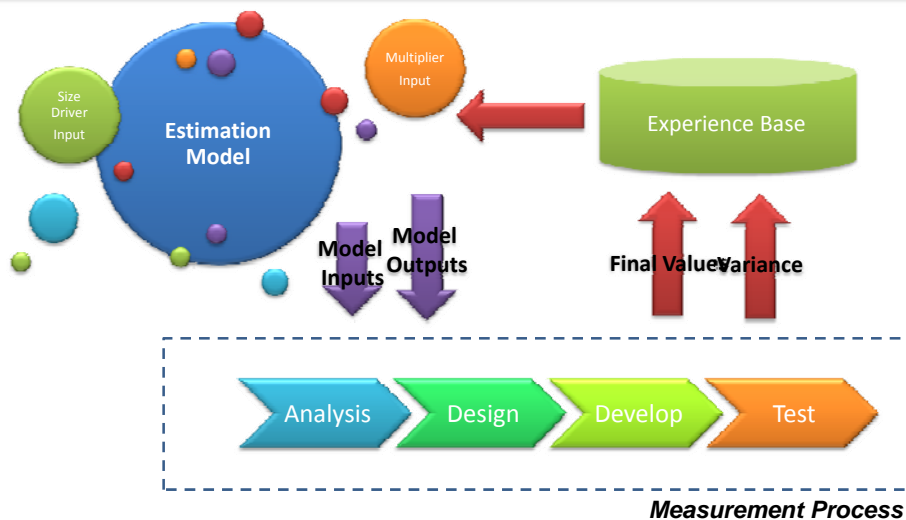 Multiplier
Input
Size
Driver
Input
Estimation
Model
Experience Base
Model
Inputs
Model
Outputs
Final Values
Variance
Analysis
Design
Develop
Test
Measurement Process